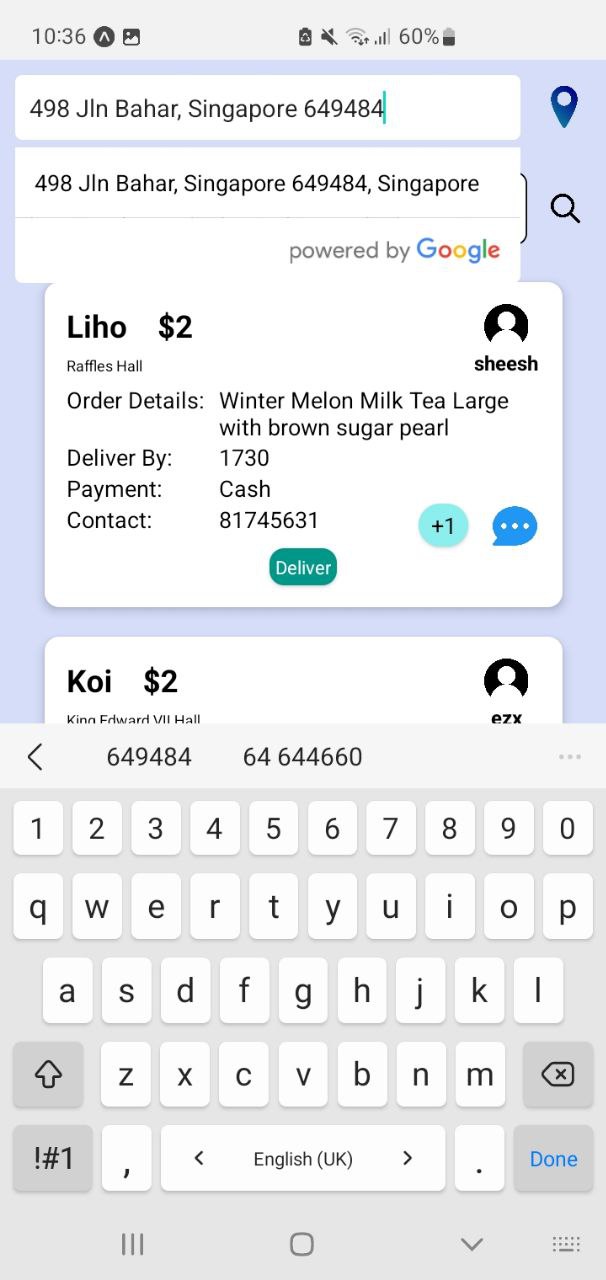 10:36 60%
498 Jln Bahar, Singapore 649484
498 Jln Bahar, Singapore 649484, Singapore
powered by Google
Liho $2
Raffles Hall
sheesh
Order Details: Winter Melon Milk Tea Large
with brown sugar pearl
Deliver By: 1730
Payment: Cash
Contact: 81745631
+1
Deliver
Koi $2
King Edward VII Hall
ezx
649484 64 644660
1 2 3 4 5 6 7 8 9 0
q w e r t y u i o p
a s d f g h j k l
z x c v b n m
!#1 , < English (UK) > . Done